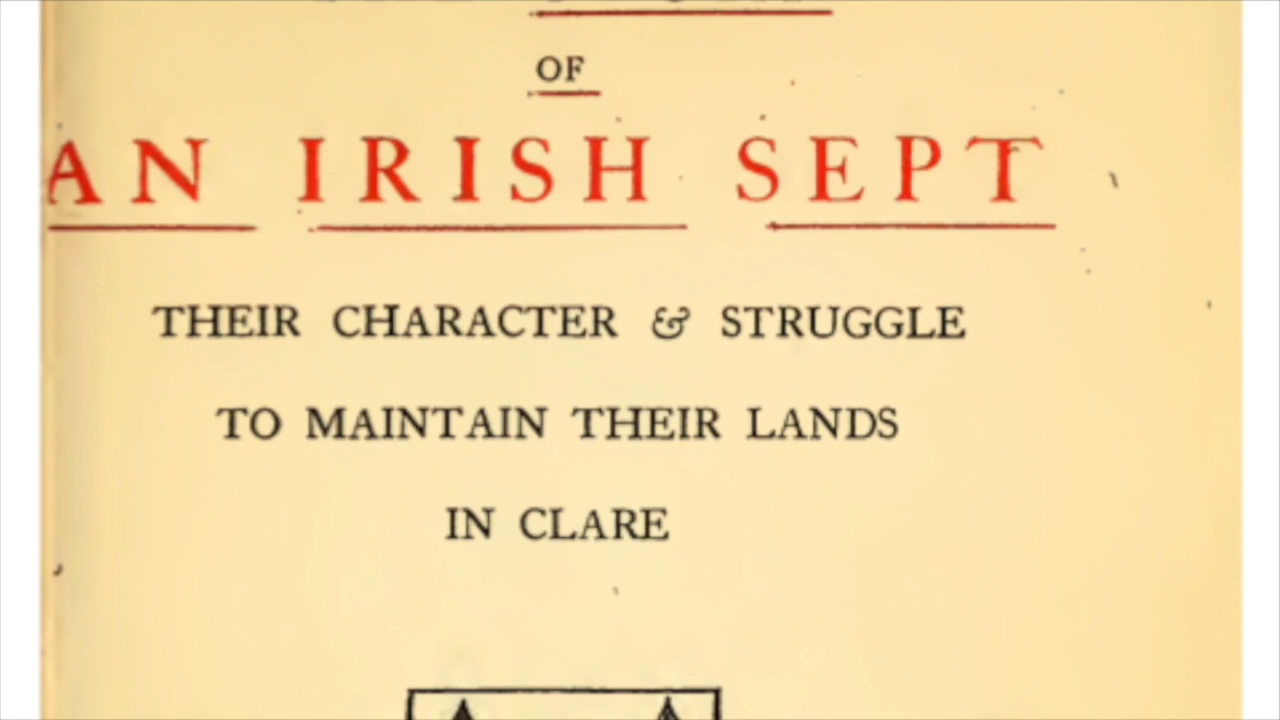 OF
AN IRISH SEPT
THEIR CHARACTER & STRUGGLE
TO MAINTAIN THEIR LANDS
IN CLARE